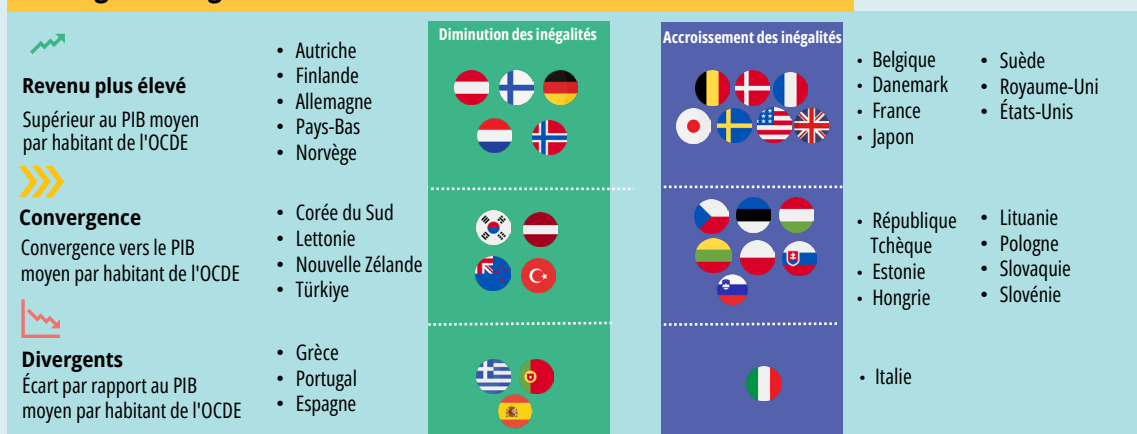 Diminution des inégalités
Accroissement des inégalités
Revenu plus élevé
Supérieur au PIB moyen
par habitant de l'OCDE
• Autriche
• Finlande
• Allemagne
• Pays-Bas
• Norvège
• Belgique
• Danemark
• France
• Japon
• Suède
• Royaume-Uni
• États-Unis
Convergence
Convergence vers le PIB
moyen par habitant de l'OCDE
• Corée du Sud
• Lettonie
• Nouvelle Zélande
• Türkiye
• République
Tchèque
• Estonie
• Hongrie
• Lituanie
• Pologne
• Slovaquie
• Slovénie
Divergents
Écart par rapport au PIB
moyen par habitant de l'OCDE
• Grèce
• Portugal
• Espagne
• Italie